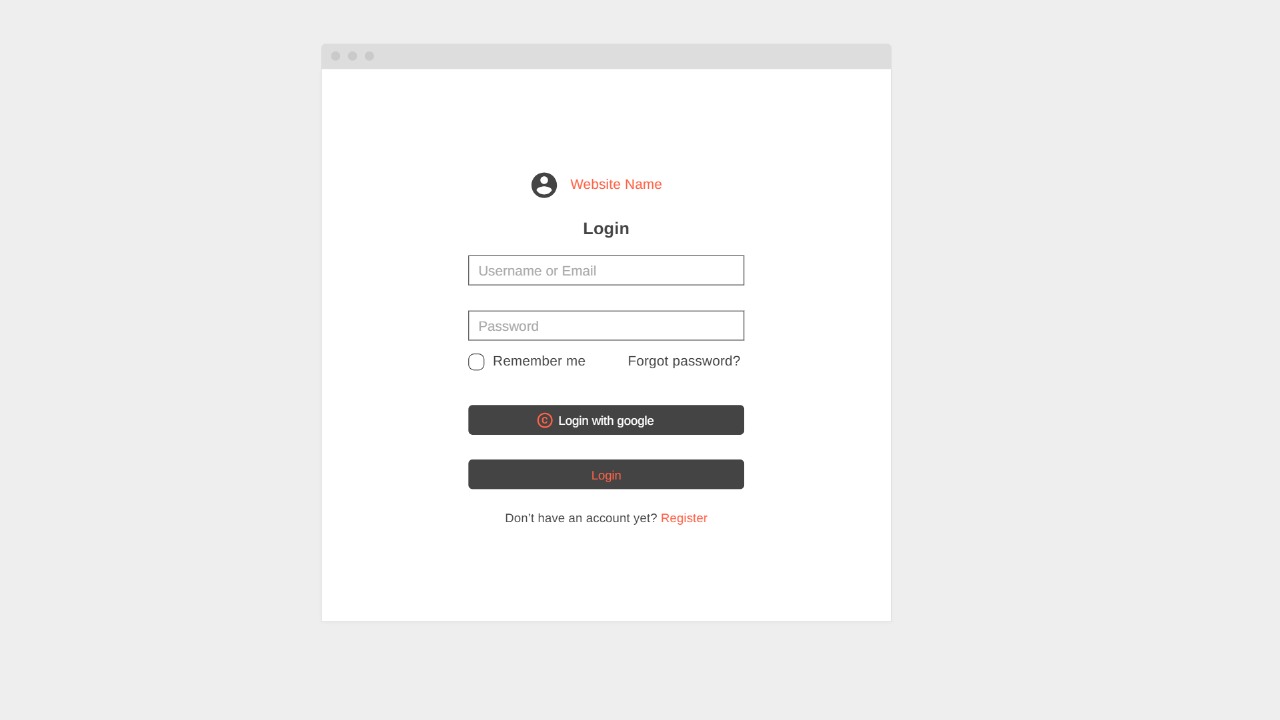 Website Name
Login
Username or Email
Password
Remember me Forgot password?
Login with google
Login
Don't have an account yet? Register